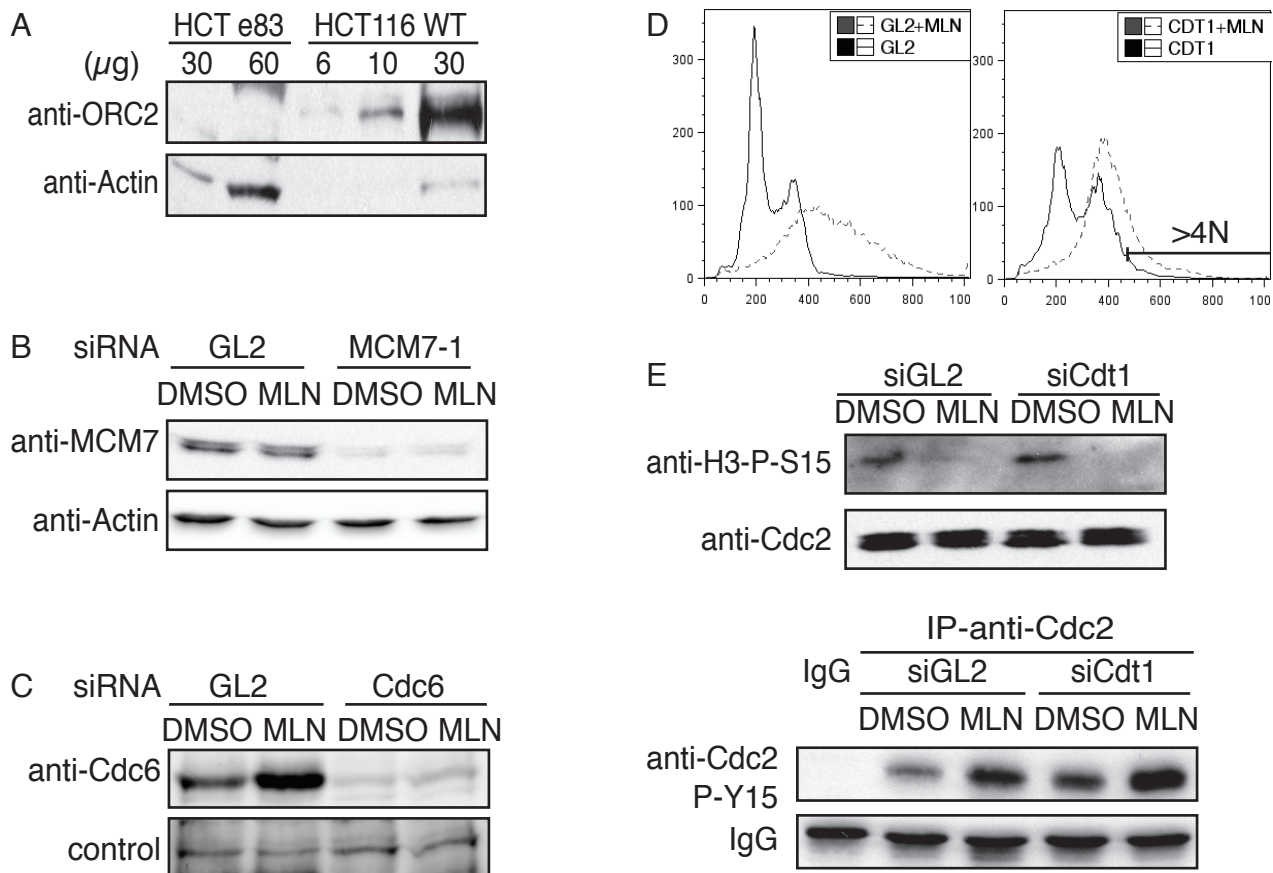 A
HCT e83 HCT116 WT
(µg) 30 60 6 10 30
anti-ORC2
anti-Actin
B siRNA GL2 MCM7-1
DMSO MLN DMSO MLN
anti-MCM7
anti-Actin
C siRNA GL2 Cdc6
DMSO MLN DMSO MLN
anti-Cdc6
control
D
GL2+MLN
GL2
300
200
100
0
0 200 400 600 800 100
CDT1+MLN
CDT1
>4N
300
200
100
0
0 200 400 600 800 100
E
siGL2 siCdt1
DMSO MLN DMSO MLN
anti-H3-P-S15
anti-Cdc2
IP-anti-Cdc2
IgG siGL2 siCdt1
DMSO MLN DMSO MLN
anti-Cdc2
P-Y15
IgG